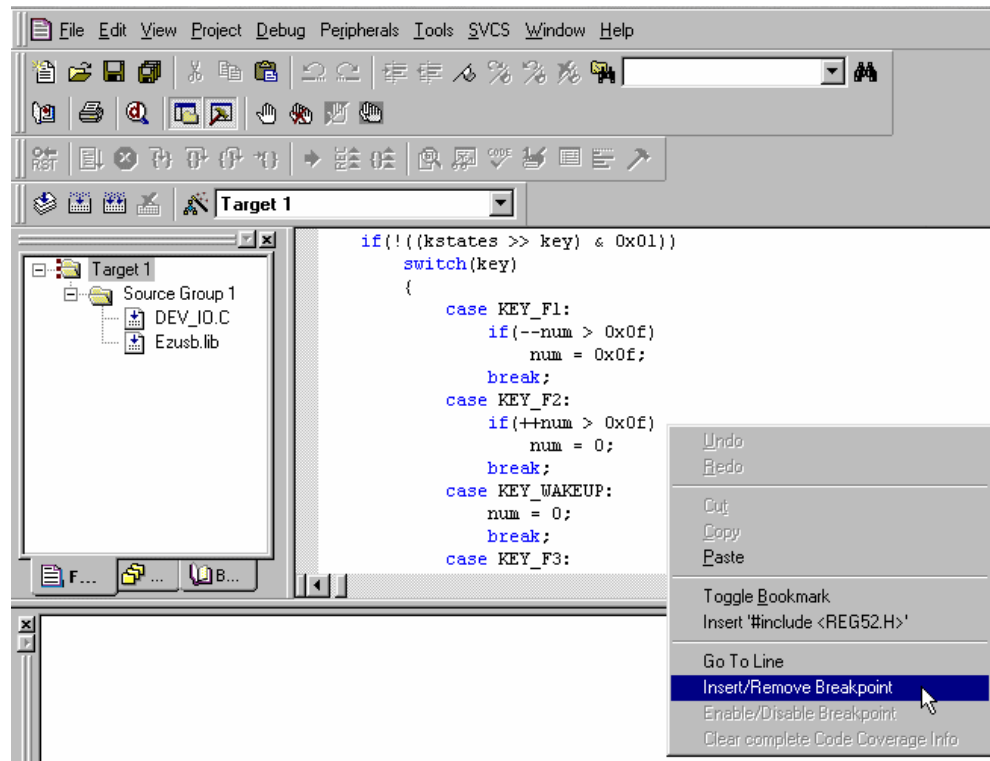 File Edit View Project Debug Peripherals Tools SVCS Window Help
RST
CODE
Target 1
Target 1
Source Group 1
DEV_IO.C
Ezusb.lib
F...
...
B...
if(!((kstates >> key) & 0x01))
switch(key)
{
case KEY_F1:
if(--num > 0x0f)
num = 0x0f;
break;
case KEY_F2:
if(++num > 0x0f)
num = 0;
break;
case KEY_WAKEUP:
num = 0;
break;
case KEY_F3:
Undo
Redo
Cut
Copy
Paste
Toggle Bookmark
Insert '#include <REG52.H>'
Go To Line
Insert/Remove Breakpoint
Enable/Disable Breakpoint
Clear complete Code Coverage Info